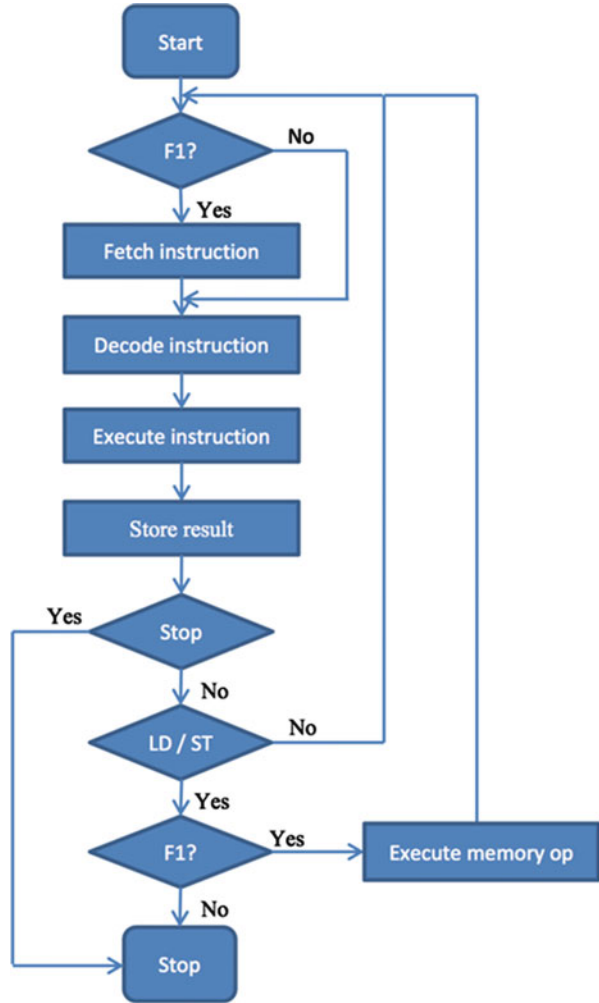 Start
F1?
No
Yes
Fetch instruction
Decode instruction
Execute instruction
Store result
Yes
Stop
No
LD / ST
No
Yes
F1?
Yes
Execute memory op
No
Stop